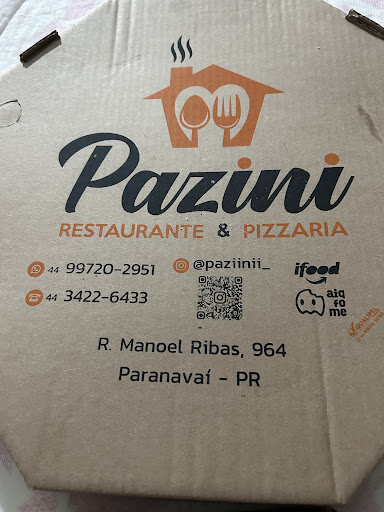 Pazini
RESTAURANTE & PIZZARIA
44 99720-2951
@paziinii_
ifood
44 3422-6433
aiq
fo
me
R. Manoel Ribas, 964
Paranavaí - PR